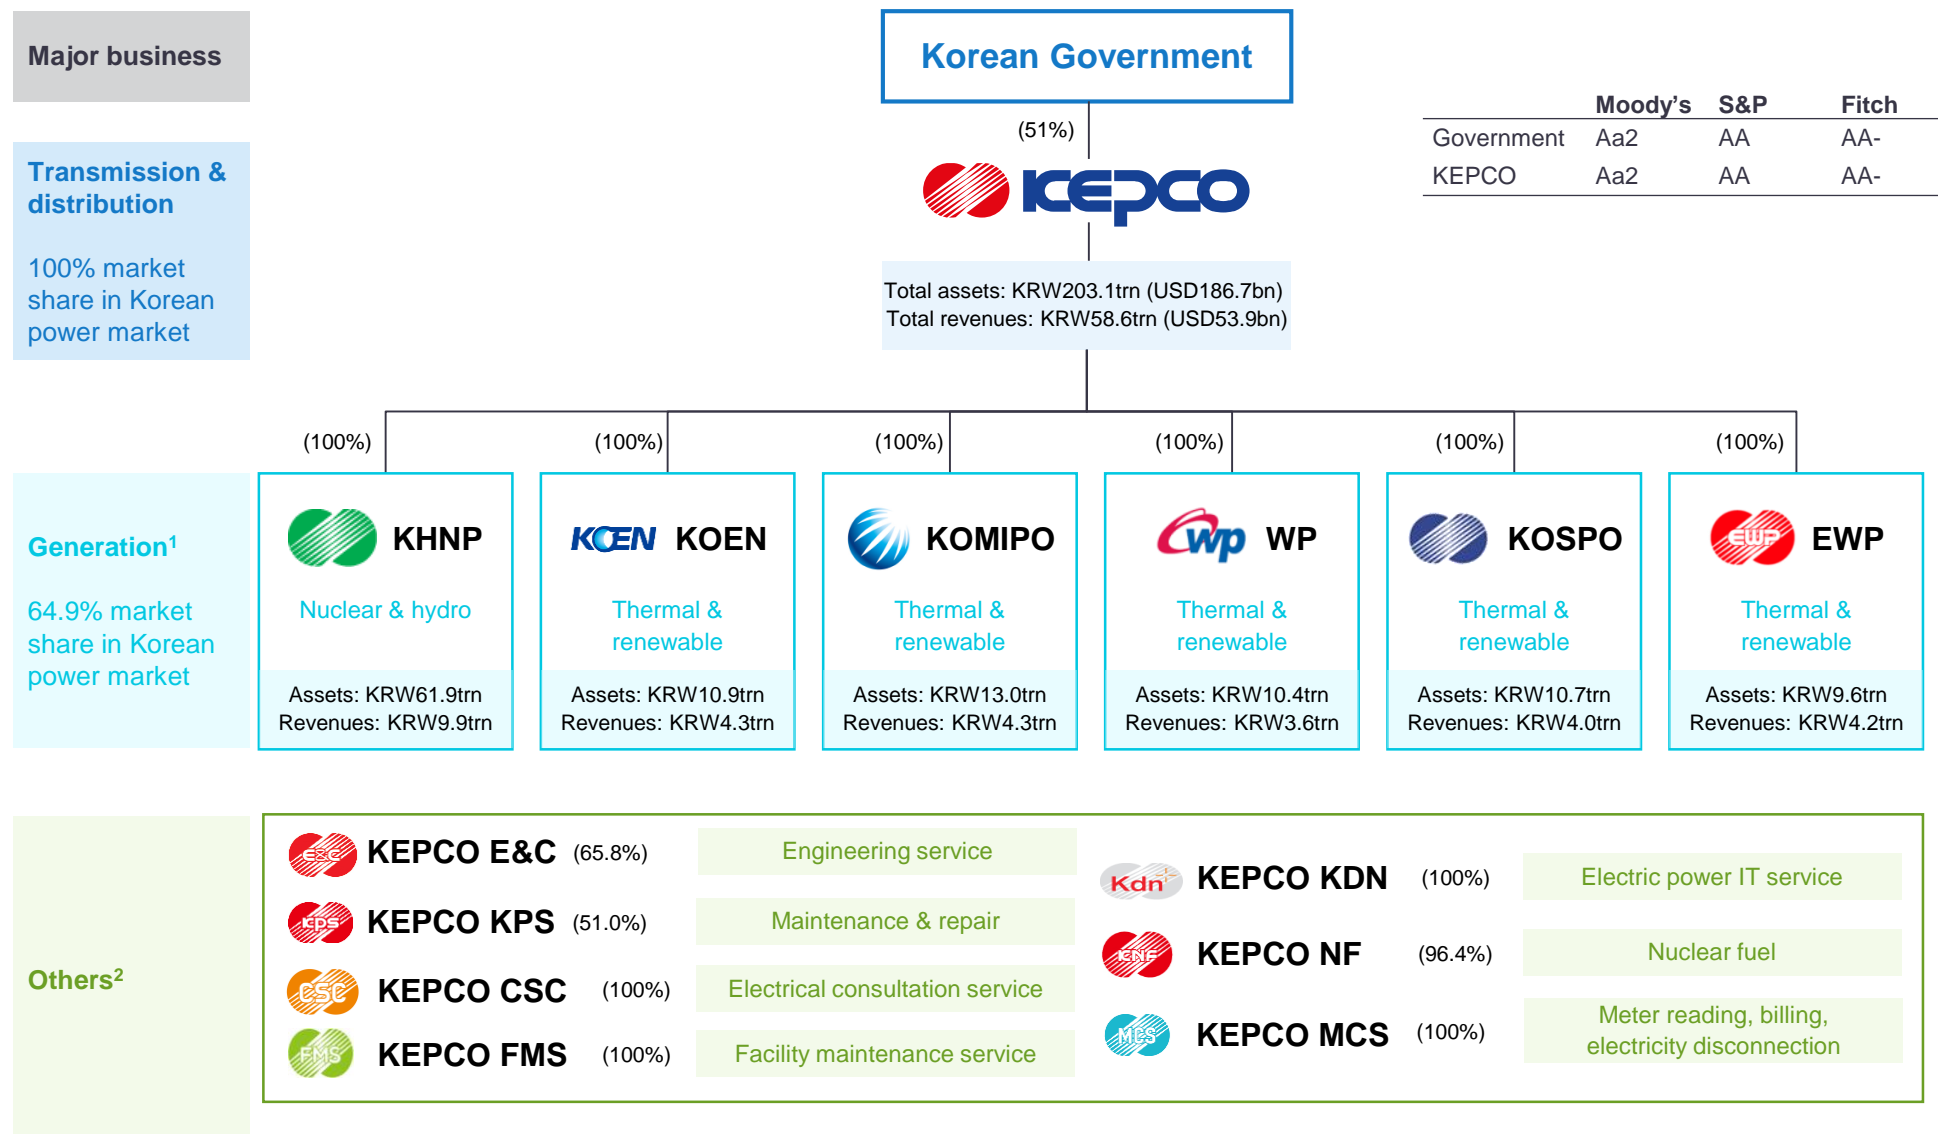 Major business
Korean Government
Moody's S&P Fitch
Government Aa2 AA AA-
KEPCO Aa2 AA AA-
(51%)
KEPCO
Transmission &
distribution
100% market
share in Korean
power market
Total assets: KRW203.1trn (USD186.7bn)
Total revenues: KRW58.6trn (USD53.9bn)
(100%) (100%) (100%) (100%) (100%) (100%)
Generation1
64.9% market
share in Korean
power market
KHNP
Nuclear & hydro
Assets: KRW61.9trn
Revenues: KRW9.9trn
KOEN KOEN
Thermal &
renewable
Assets: KRW10.9trn
Revenues: KRW4.3trn
KOMIPO
Thermal &
renewable
Assets: KRW13.0trn
Revenues: KRW4.3trn
wp WP
Thermal &
renewable
Assets: KRW10.4trn
Revenues: KRW3.6trn
KOSPO
Thermal &
renewable
Assets: KRW10.7trn
Revenues: KRW4.0trn
EWP EWP
Thermal &
renewable
Assets: KRW9.6trn
Revenues: KRW4.2trn
Others2
E&C KEPCO E&C (65.8%) Engineering service
KPS KEPCO KPS (51.0%) Maintenance & repair
CSC KEPCO CSC (100%) Electrical consultation service
FMS KEPCO FMS (100%) Facility maintenance service
Kdn KEPCO KDN (100%) Electric power IT service
KNF KEPCO NF (96.4%) Nuclear fuel
MCS KEPCO MCS (100%) Meter reading, billing,
electricity disconnection